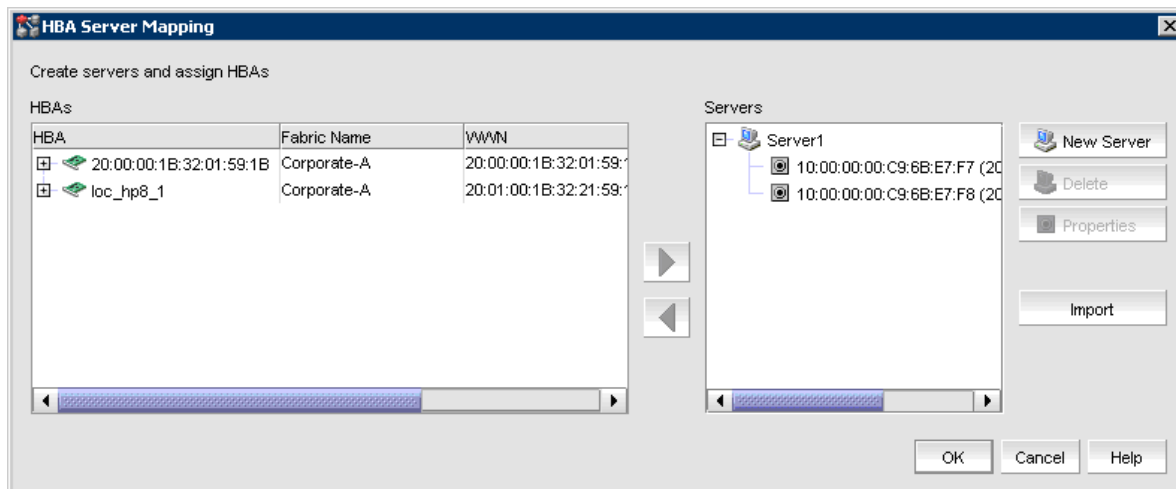 HBA Server Mapping
Create servers and assign HBAs
HBAs
HBA Fabric Name WWN
20:00:00:1B:32:01:59:1B Corporate-A 20:00:00:1B:32:01:59:
loc_hp8_1 Corporate-A 20:01:00:1B:32:21:59:
Servers
Server1
10:00:00:00:C9:6B:E7:F7 (20
10:00:00:00:C9:6B:E7:F8 (20
New Server
Delete
Properties
Import
OK Cancel Help